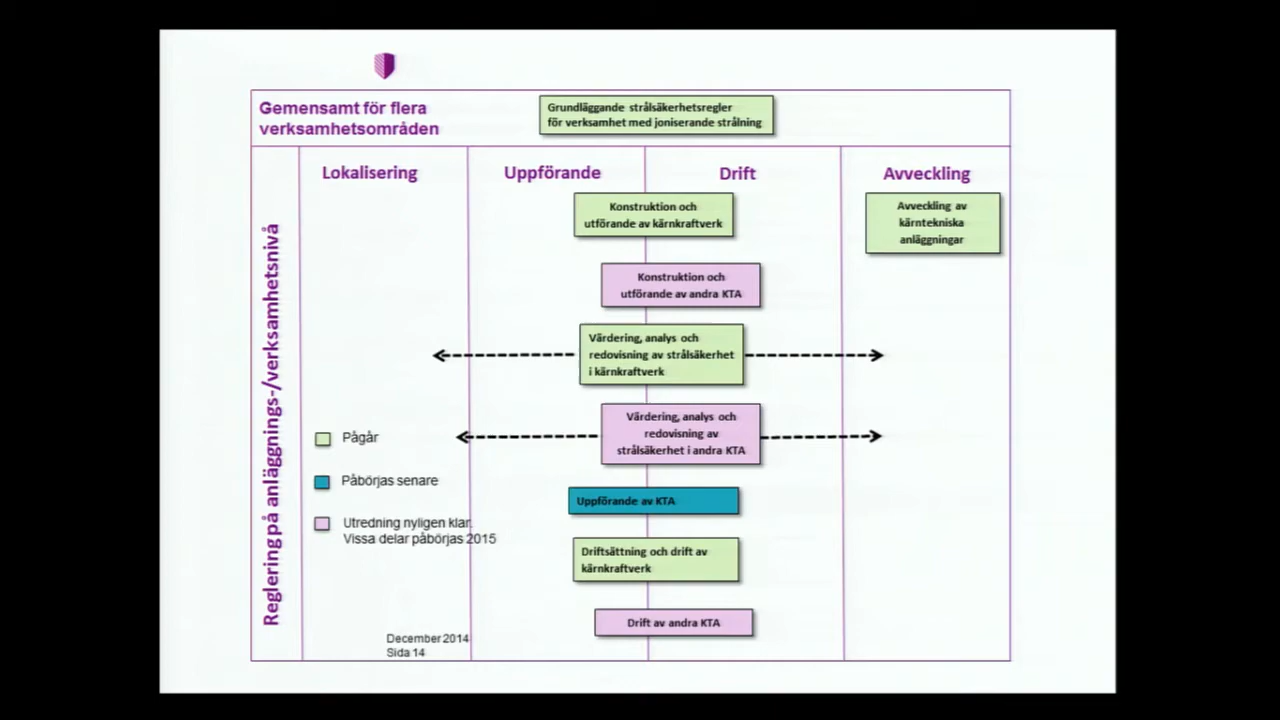 Gemensamt för flera
verksamhetsområden
Grundläggande strålsäkerhetsregler
för verksamhet med joniserande strålning
Reglering på anläggnings-/verksamhetsnivå
Lokalisering
Uppförande
Drift
Avveckling
Konstruktion och
utförande av kärnkraftverk
Avveckling av
kärntekniska
anläggningar
Konstruktion och
utförande av andra KTA
Värdering, analys och
redovisning av strålsäkerhet
i kärnkraftverk
Värdering, analys och
redovisning av
strålsäkerhet i andra KTA
Uppförande av KTA
Driftsättning och drift av
kärnkraftverk
Drift av andra KTA
Pågår
Påbörjas senare
Utredning nyligen klar.
Vissa delar påbörjas 2015
December 2014
Sida 14